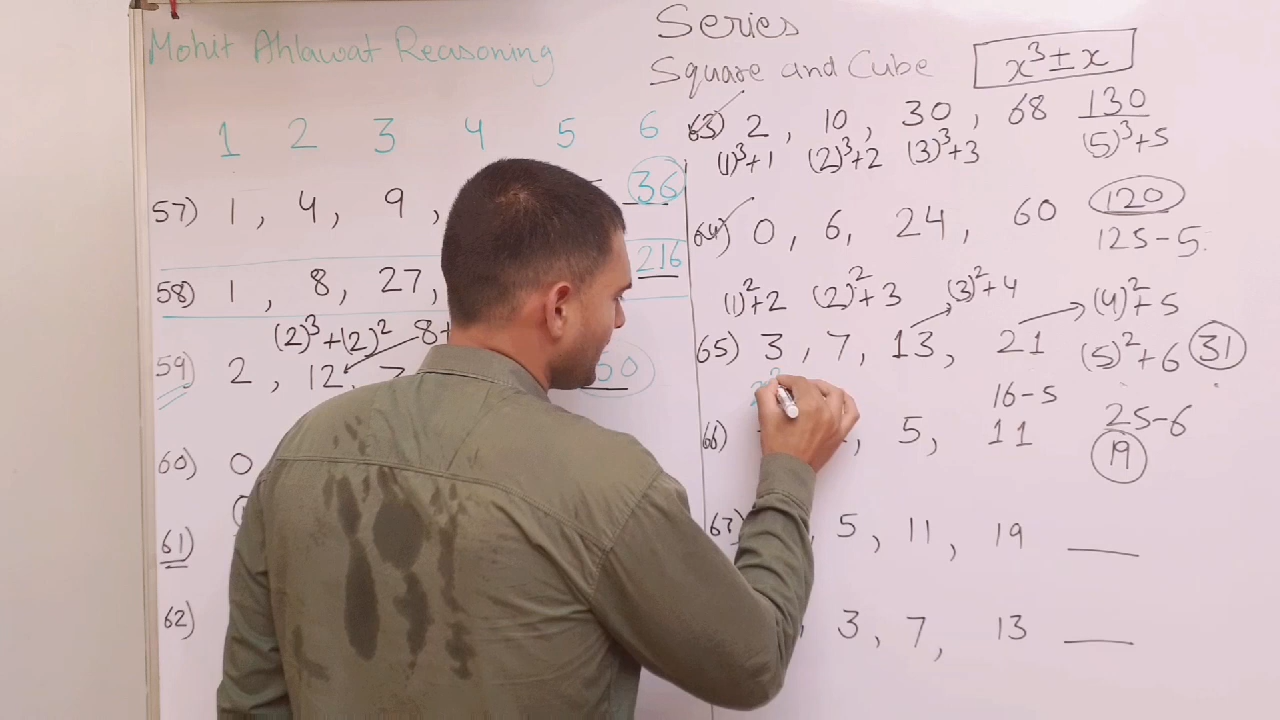 Mohit Ahlawat Reasoning
1 2 3 4 5 6
57) 1, 4, 9, 36
58) 1, 8, 27, 216
(2)³+(2)² 8+
59) 2, 12,
60) 0
61)
62)
Series
Square and Cube x³±x
63) 2, 10, 30, 68 130
(1)³+1 (2)³+2 (3)³+3 (5)³+5
64) 0, 6, 24, 60 120
125-5
(1)²+2 (2)²+3 (3)²+4 (4)²+5
65) 3, 7, 13, 21 (5)²+6 31
16-5 25-6
66) 5, 11 19
67) 5, 11, 19
3, 7, 13